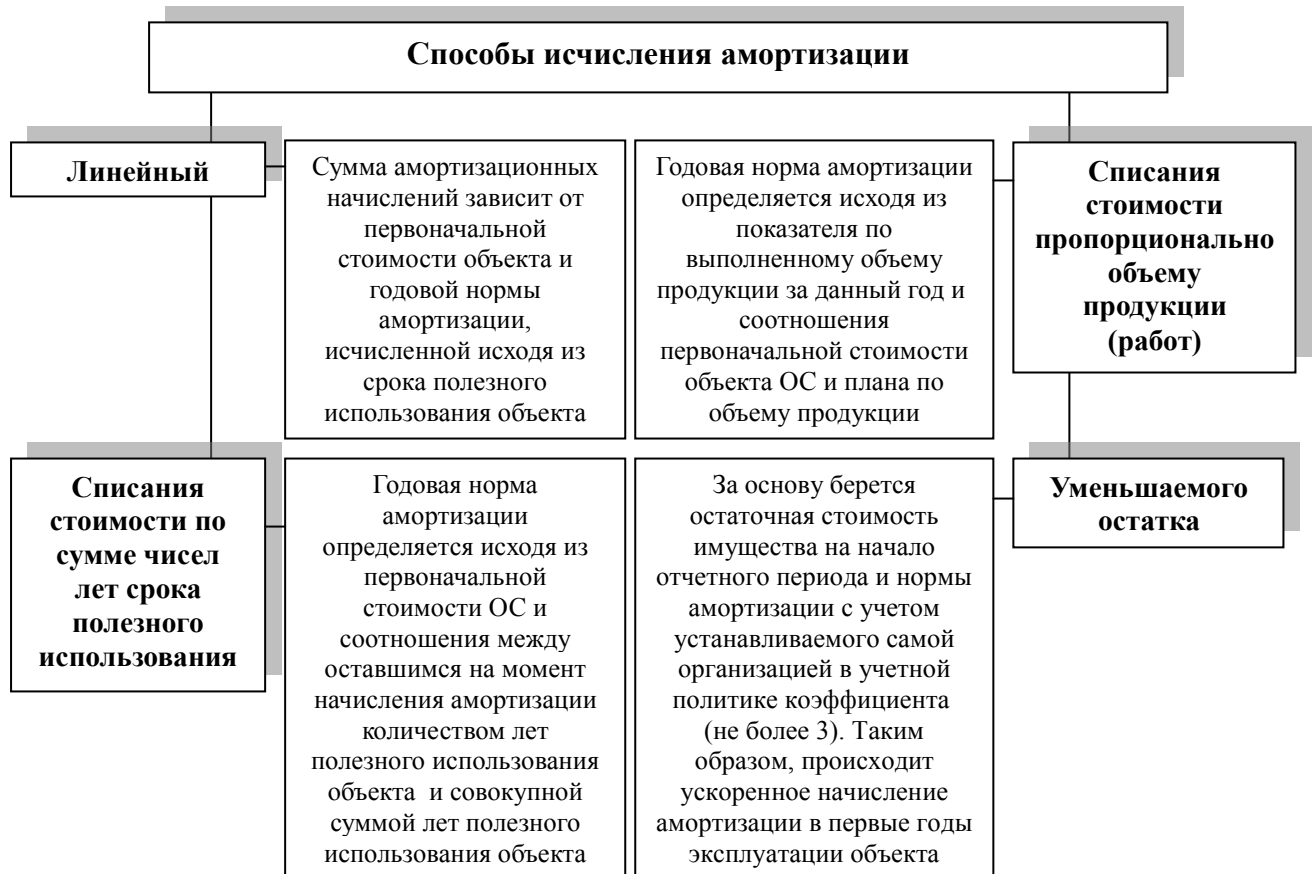 Способы исчисления амортизации
Линейный
Сумма амортизационных
начислений зависит от
первоначальной
стоимости объекта и
годовой нормы
амортизации,
исчисленной исходя из
срока полезного
использования объекта
Годовая норма амортизации
определяется исходя из
показателя по
выполненному объему
продукции за данный год и
соотношения
первоначальной стоимости
объекта ОС и плана по
объему продукции
Списания
стоимости
пропорционально
объему
продукции
(работ)
Списания
стоимости по
сумме чисел
лет срока
полезного
использования
Годовая норма
амортизации
определяется исходя из
первоначальной
стоимости ОС и
соотношения между
оставшимся на момент
начисления амортизации
количеством лет
полезного использования
объекта и совокупной
суммой лет полезного
использования объекта
За основу берется
остаточная стоимость
имущества на начало
отчетного периода и нормы
амортизации с учетом
устанавливаемого самой
организацией в учетной
политике коэффициента
(не более 3). Таким
образом, происходит
ускоренное начисление
амортизации в первые годы
эксплуатации объекта
Уменьшаемого
остатка